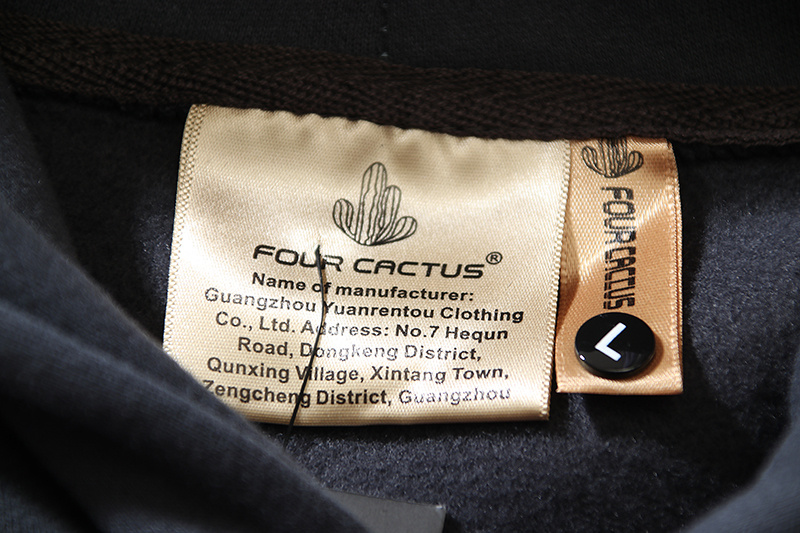 FOUR CACTUS®
Name of manufacturer:
Guangzhou Yuanrentou Clothing
Co., Ltd. Address: No.7 Hequn
Road, Dongkeng District,
Qunxing Village, Xintang Town,
Zengcheng District, Guangzhou
FOUR CACTUS
L